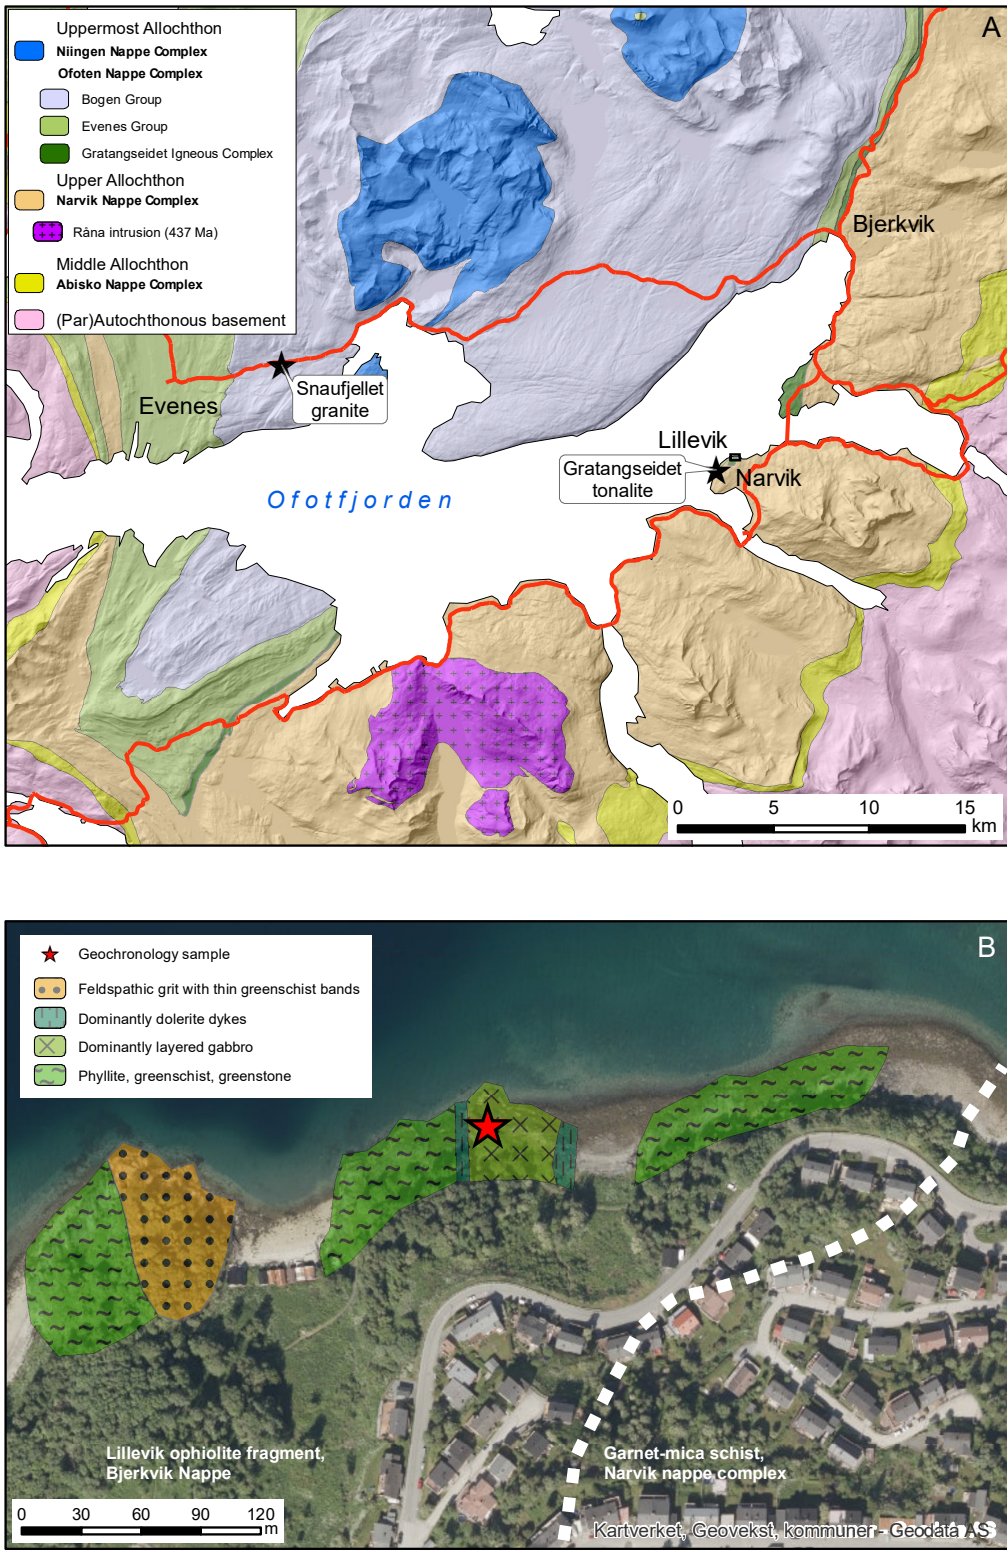 A
Uppermost Allochthon
Niingen Nappe Complex
Ofoten Nappe Complex
Bogen Group
Evenes Group
Gratangseidet Igneous Complex
Upper Allochthon
Narvik Nappe Complex
Råna intrusion (437 Ma)
Middle Allochthon
Abisko Nappe Complex
(Par)Autochthonous basement
Bjerkvik
Snaufjellet
granite
Evenes
Lillevik
Gratangseidet
tonalite
Narvik
Ofotfjorden
0 5 10 15
km
B
Geochronology sample
Feldspathic grit with thin greenschist bands
Dominantly dolerite dykes
Dominantly layered gabbro
Phyllite, greenschist, greenstone
Lillevik ophiolite fragment,
Bjerkvik Nappe
Garnet-mica schist,
Narvik nappe complex
0 30 60 90 120
m
Kartverket, Geovekst, kommuner - Geodata AS